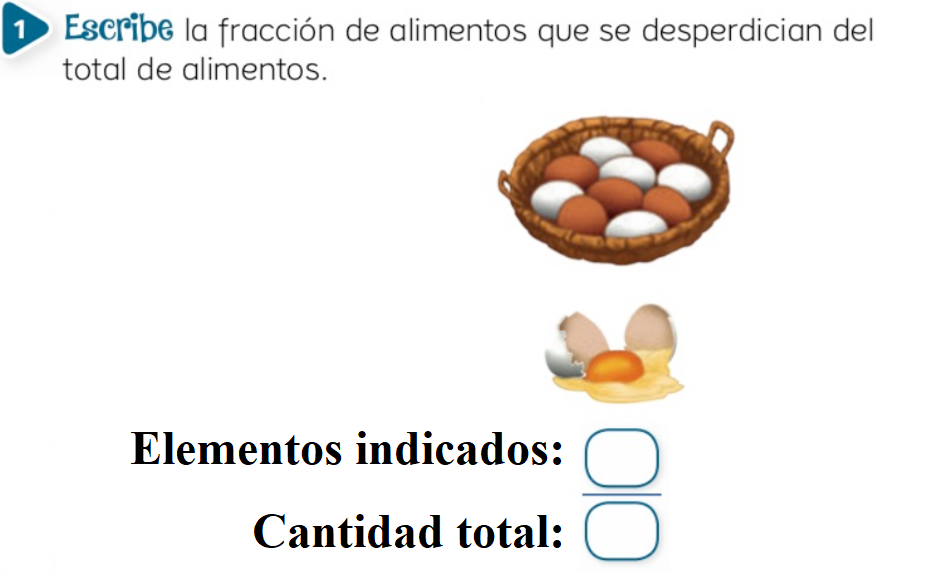 1 Escribe la fracción de alimentos que se desperdician del
total de alimentos.
Elementos indicados:
Cantidad total: